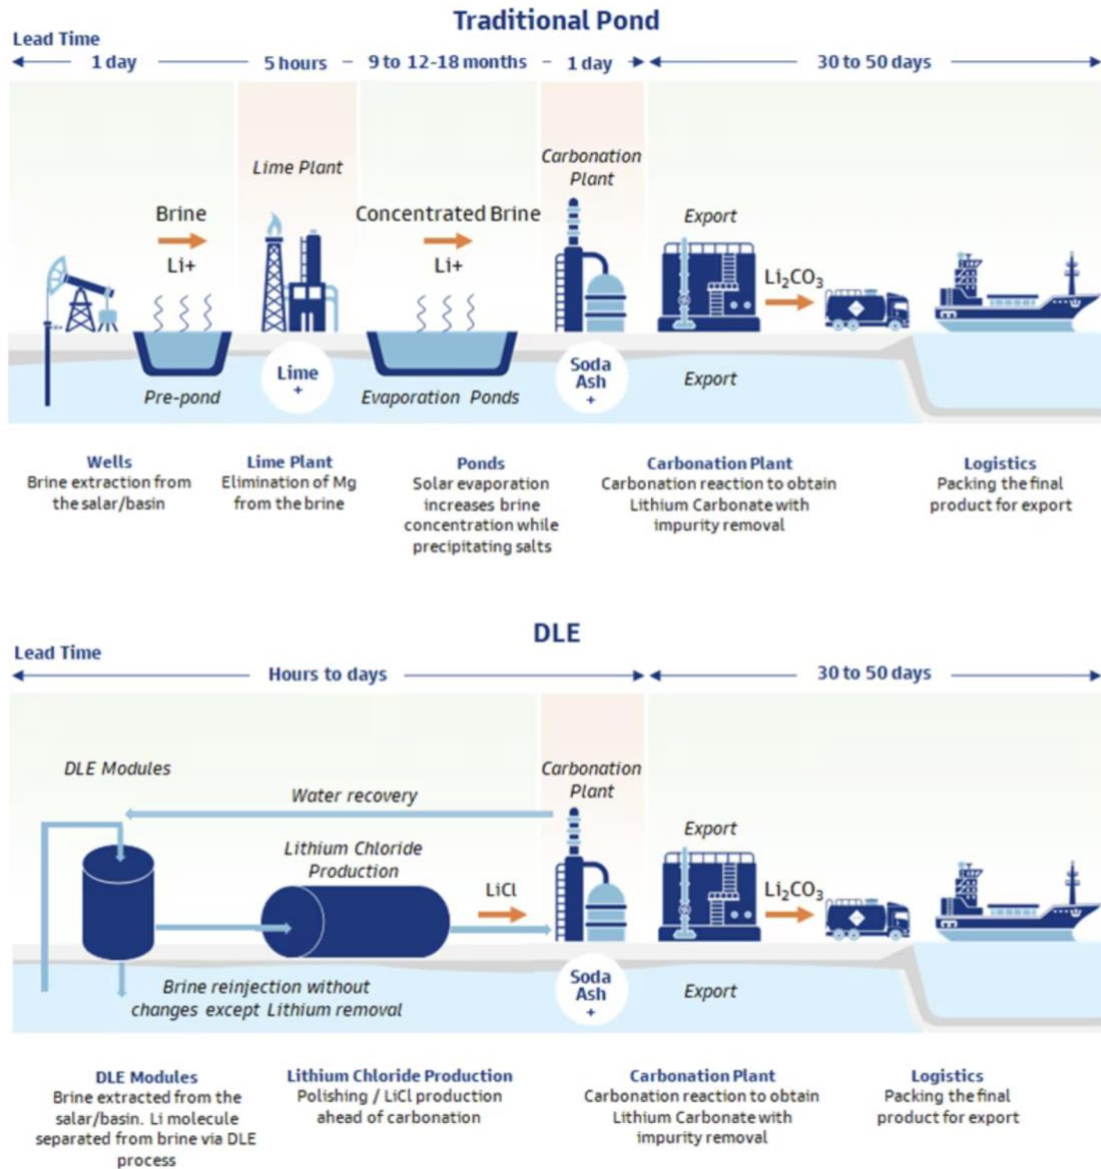 Traditional Pond
Lead Time
1 day
5 hours
9 to 12-18 months
1 day
30 to 50 days
Lime Plant
Carbonation
Plant
Brine
Li+
Concentrated Brine
Li+
Export
Li₂CO₃
Pre-pond
Lime
+
Evaporation Ponds
Soda
Ash
+
Export
Wells
Brine extraction from
the salar/basin
Lime Plant
Elimination of Mg
from the brine
Ponds
Solar evaporation
increases brine
concentration while
precipitating salts
Carbonation Plant
Carbonation reaction to obtain
Lithium Carbonate with
impurity removal
Logistics
Packing the final
product for export
DLE
Lead Time
Hours to days
30 to 50 days
DLE Modules
Water recovery
Carbonation
Plant
Lithium Chloride
Production
LiCl
Export
Li₂CO₃
Brine reinjection without
changes except Lithium removal
Soda
Ash
+
Export
DLE Modules
Brine extracted from the
salar/basin. Li molecule
separated from brine via DLE
process
Lithium Chloride Production
Polishing / LiCl production
ahead of carbonation
Carbonation Plant
Carbonation reaction to obtain
Lithium Carbonate with
impurity removal
Logistics
Packing the final
product for export